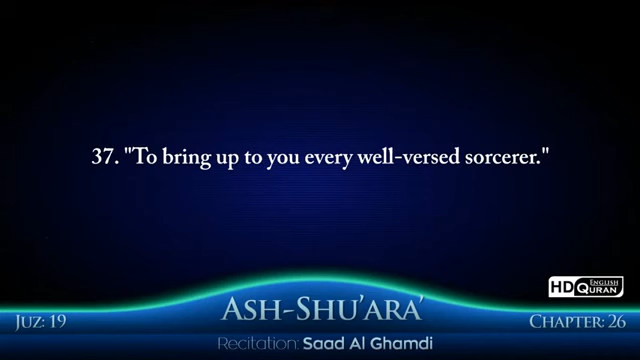 37. "To bring up to you every well-versed sorcerer."
HD ENGLISH QURAN
ASH-SHU'ARA'
JUZ: 19
CHAPTER: 26
Recitation: Saad Al Ghamdi